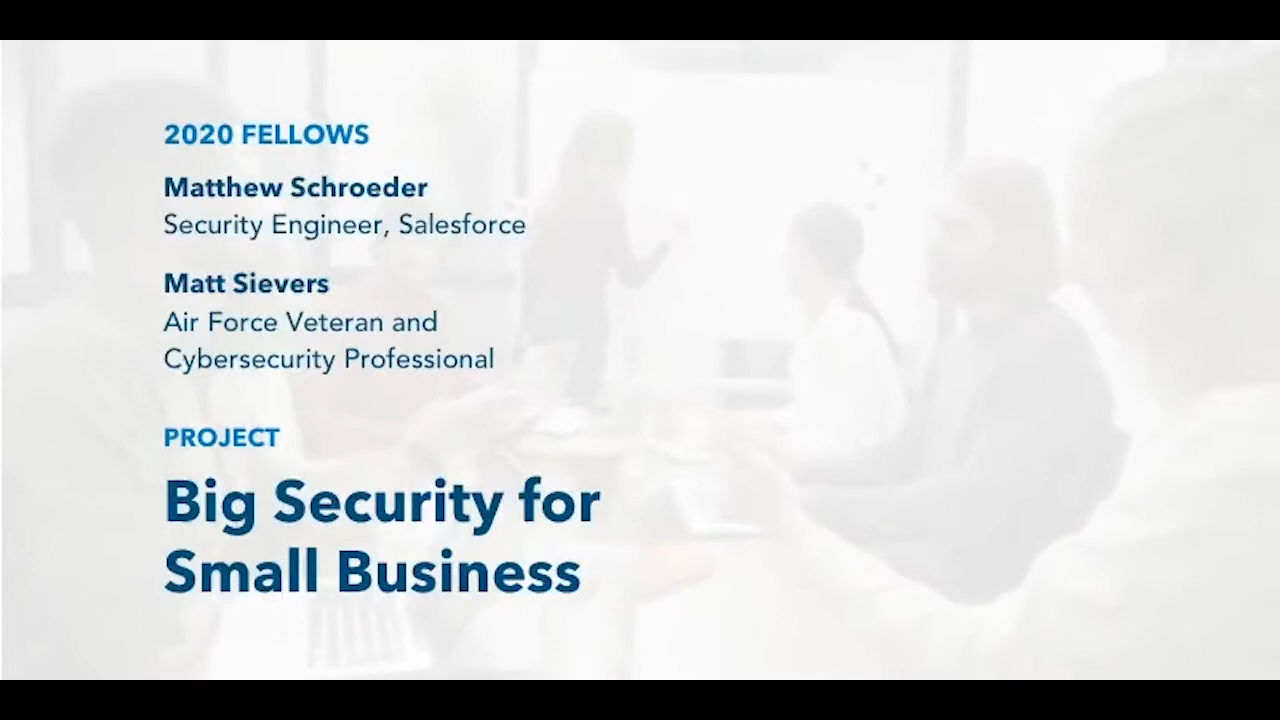 2020 FELLOWS
Matthew Schroeder
Security Engineer, Salesforce
Matt Sievers
Air Force Veteran and
Cybersecurity Professional
PROJECT
Big Security for
Small Business